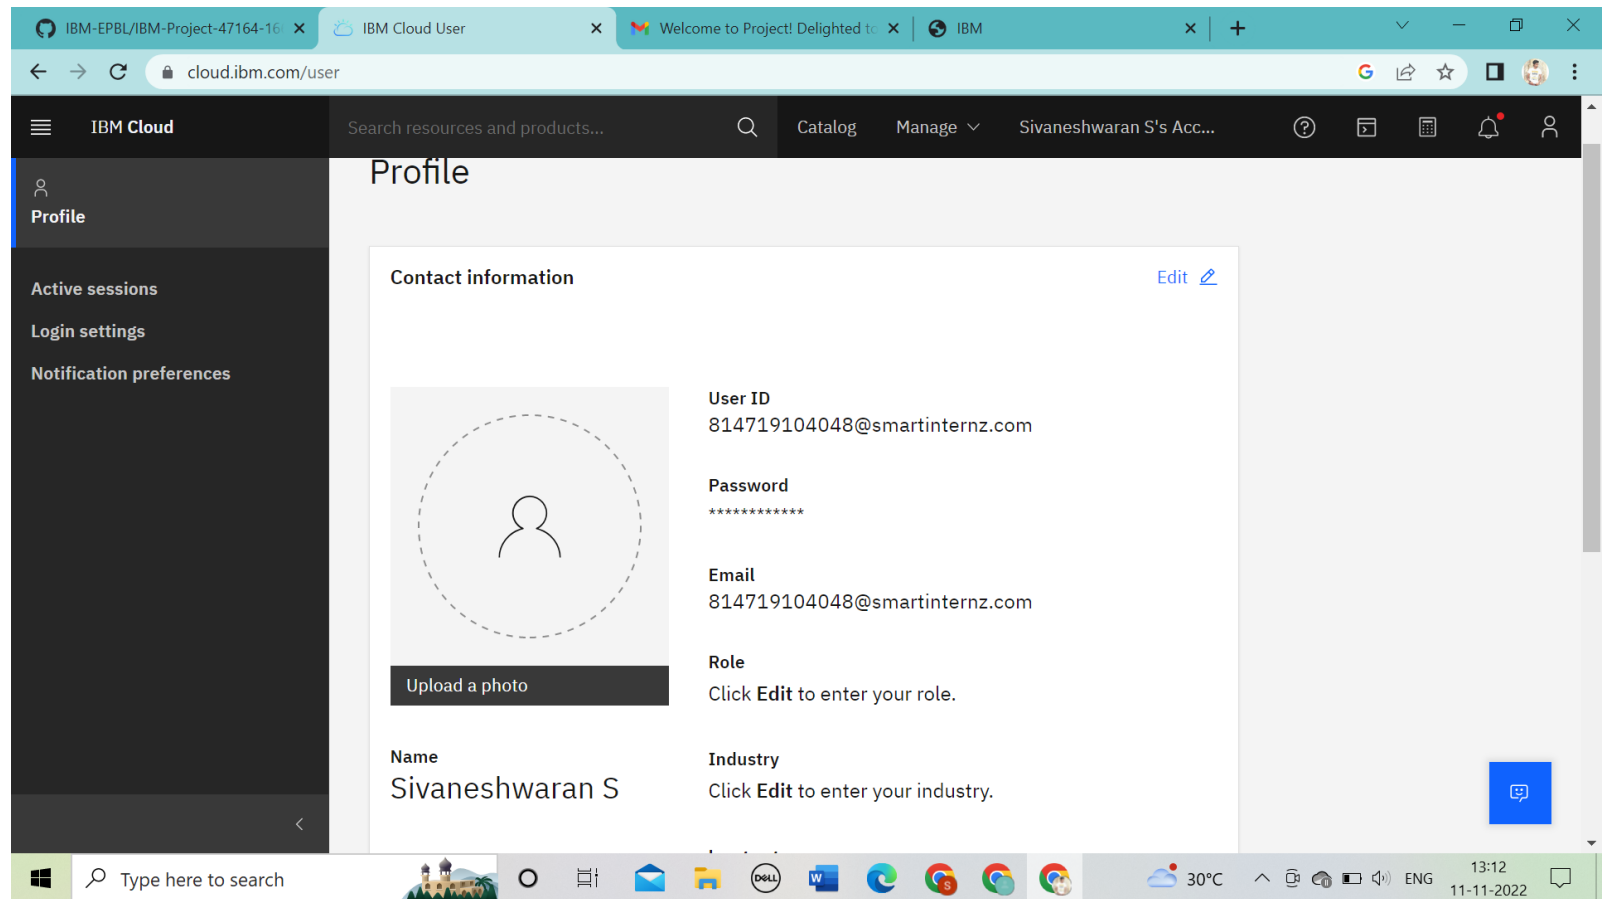 IBM-EPBL/IBM-Project-47164-16
IBM Cloud User
Welcome to Project! Delighted to
IBM
cloud.ibm.com/user
IBM Cloud
Search resources and products...
Catalog
Manage
Sivaneshwaran S's Acc...
Profile
Profile
Active sessions
Login settings
Notification preferences
Contact information
Edit
User ID
814719104048@smartinternz.com
Password
************
Email
814719104048@smartinternz.com
Role
Click Edit to enter your role.
Upload a photo
Name
Sivaneshwaran S
Industry
Click Edit to enter your industry.
Type here to search
DELL
W
S
30°C
ENG
13:12
11-11-2022